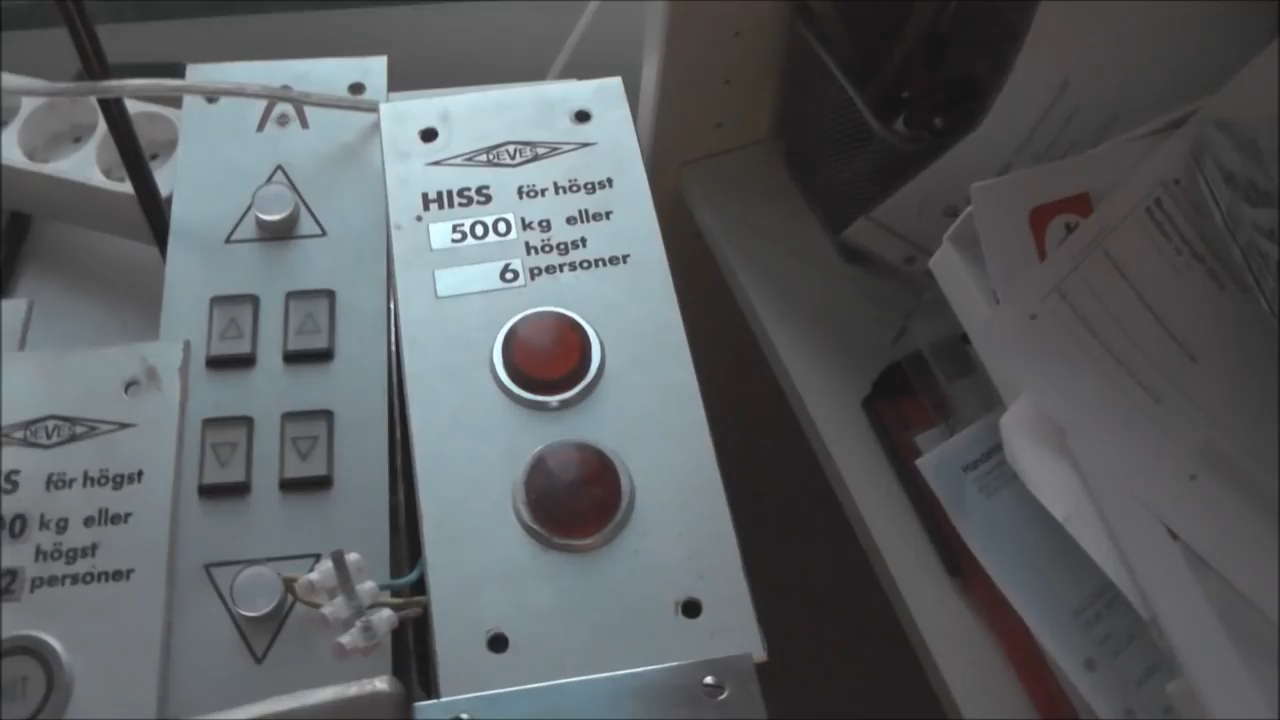 DEVES
HISS för högst
500 kg eller
högst
6 personer
DEVES
S för högst
0 kg eller
högst
2 personer